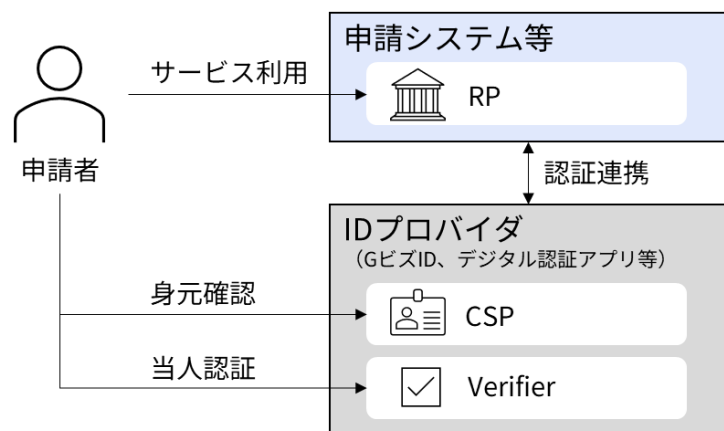 申請システム等
サービス利用
RP
申請者
認証連携
IDプロバイダ
（GビズID、デジタル認証アプリ等）
身元確認
CSP
当人認証
Verifier